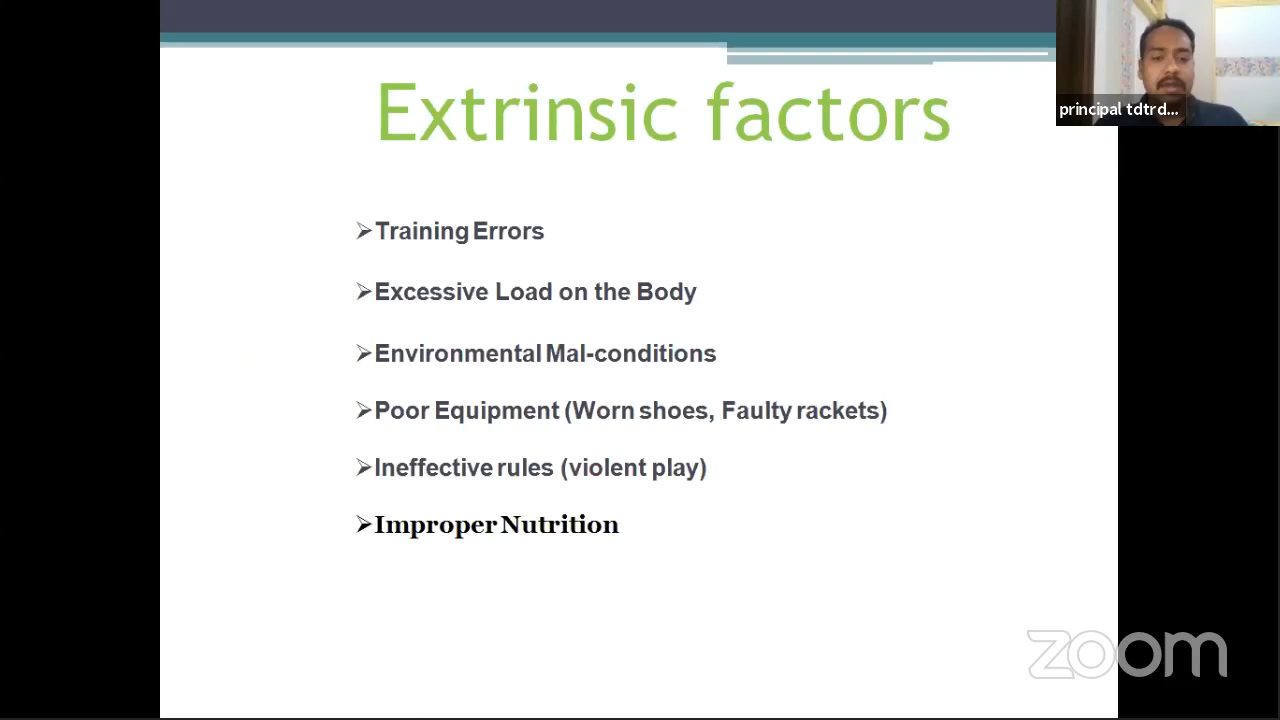 Extrinsic factors
principal tdtrd...
➢Training Errors
➢Excessive Load on the Body
➢Environmental Mal-conditions
➢Poor Equipment (Worn shoes, Faulty rackets)
➢Ineffective rules (violent play)
➢Improper Nutrition
zoom